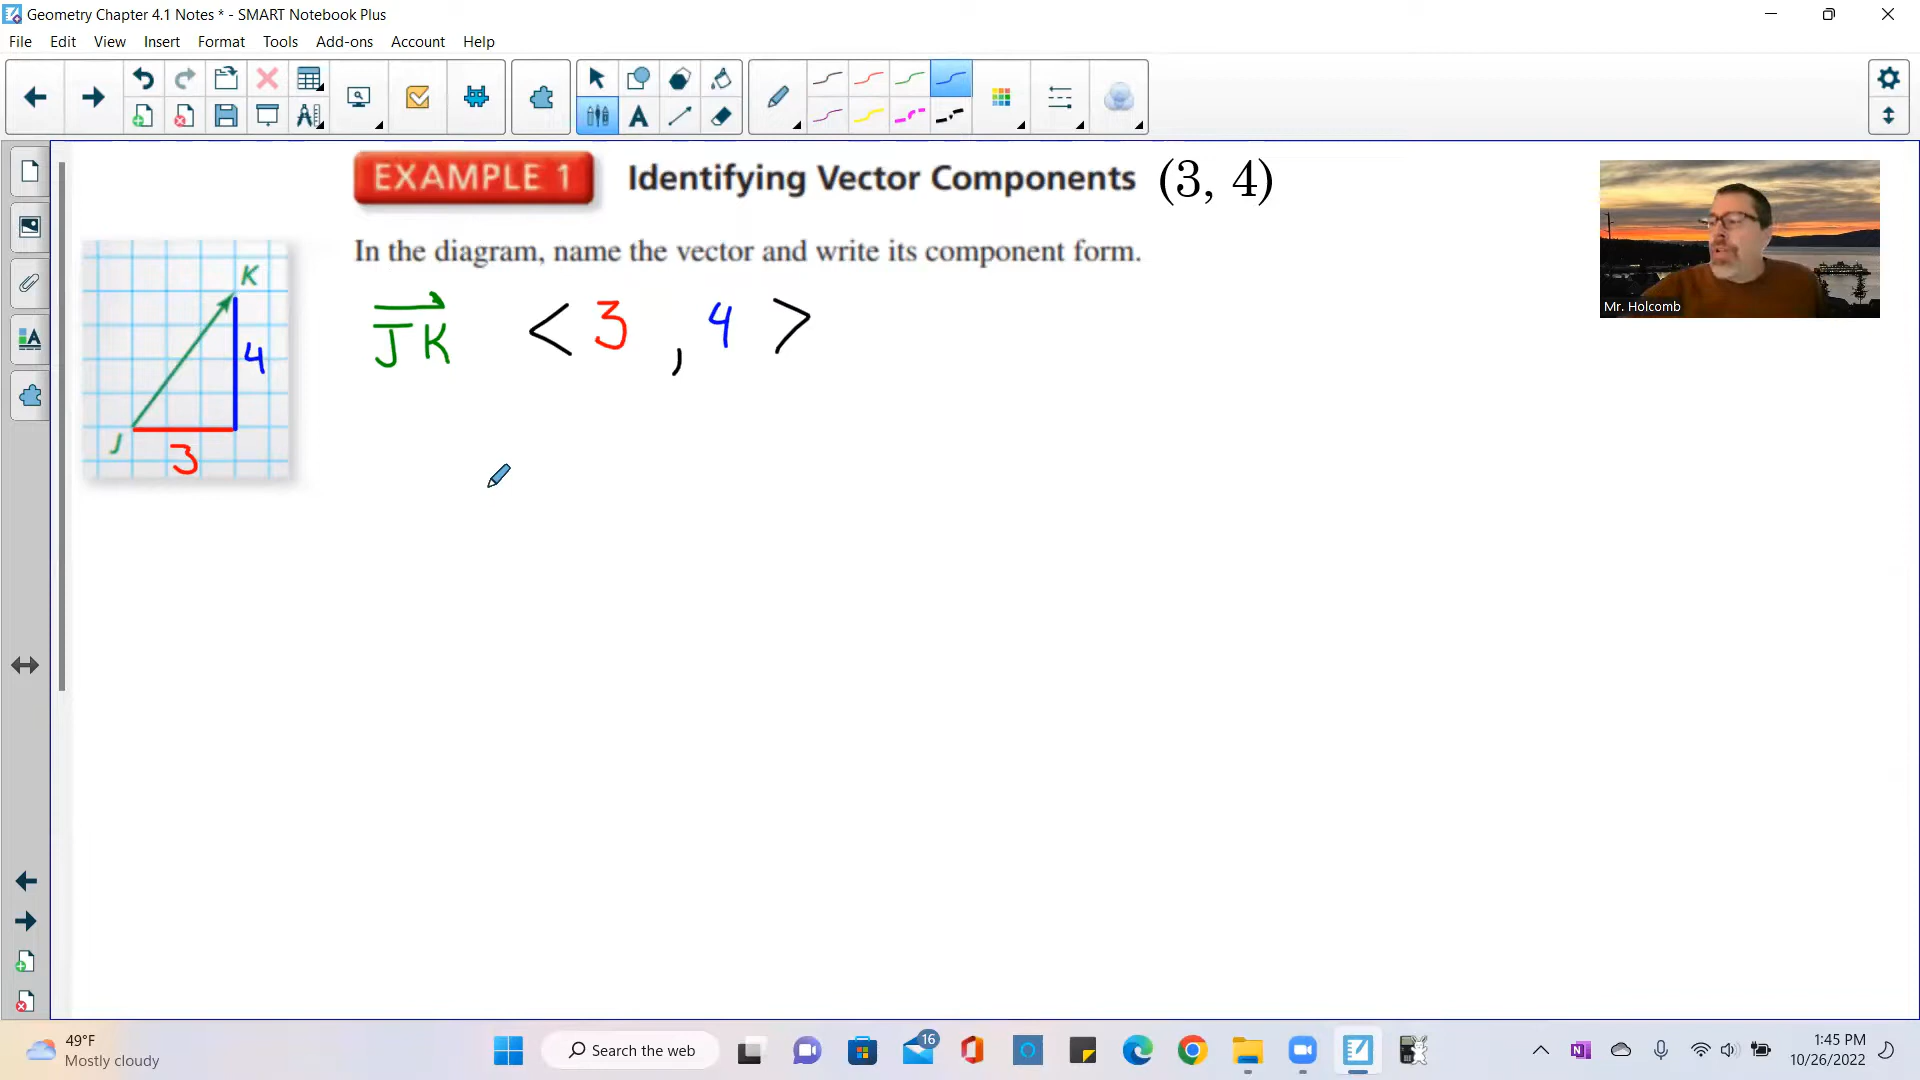 Geometry Chapter 4.1 Notes * - SMART Notebook Plus
File Edit View Insert Format Tools Add-ons Account Help
EXAMPLE 1 Identifying Vector Components (3, 4)
In the diagram, name the vector and write its component form.
K
JK < 3 , 4 >
4
J
3
Mr. Holcomb
49°F
Mostly cloudy
Search the web
16
1:45 PM
10/26/2022